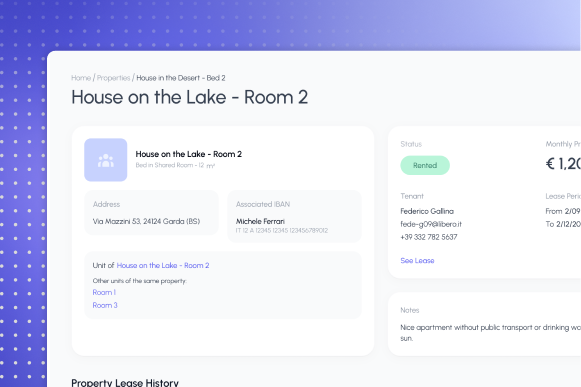 Home / Properties / House in the Desert - Bed 2
House on the Lake - Room 2
House on the Lake - Room 2
Bed in Shared Room - 12
Address
Via Mazzini 53, 24124 Garda (BS)
Associated IBAN
Michele Ferrari
IT 12 A 12345 12345 123456789012
Unit of House on the Lake - Room 2
Other units of the same property:
Room 1
Room 3
Status
Rented
Monthly
€ 1,20
Tenant
Federico Gallina
fede-g09@libero.it
+39 332 782 5637
See Lease
Lease
From 2/09
To 2/12/20
Notes
Nice apartment without public transport or drinking
sun.
Property Lease History